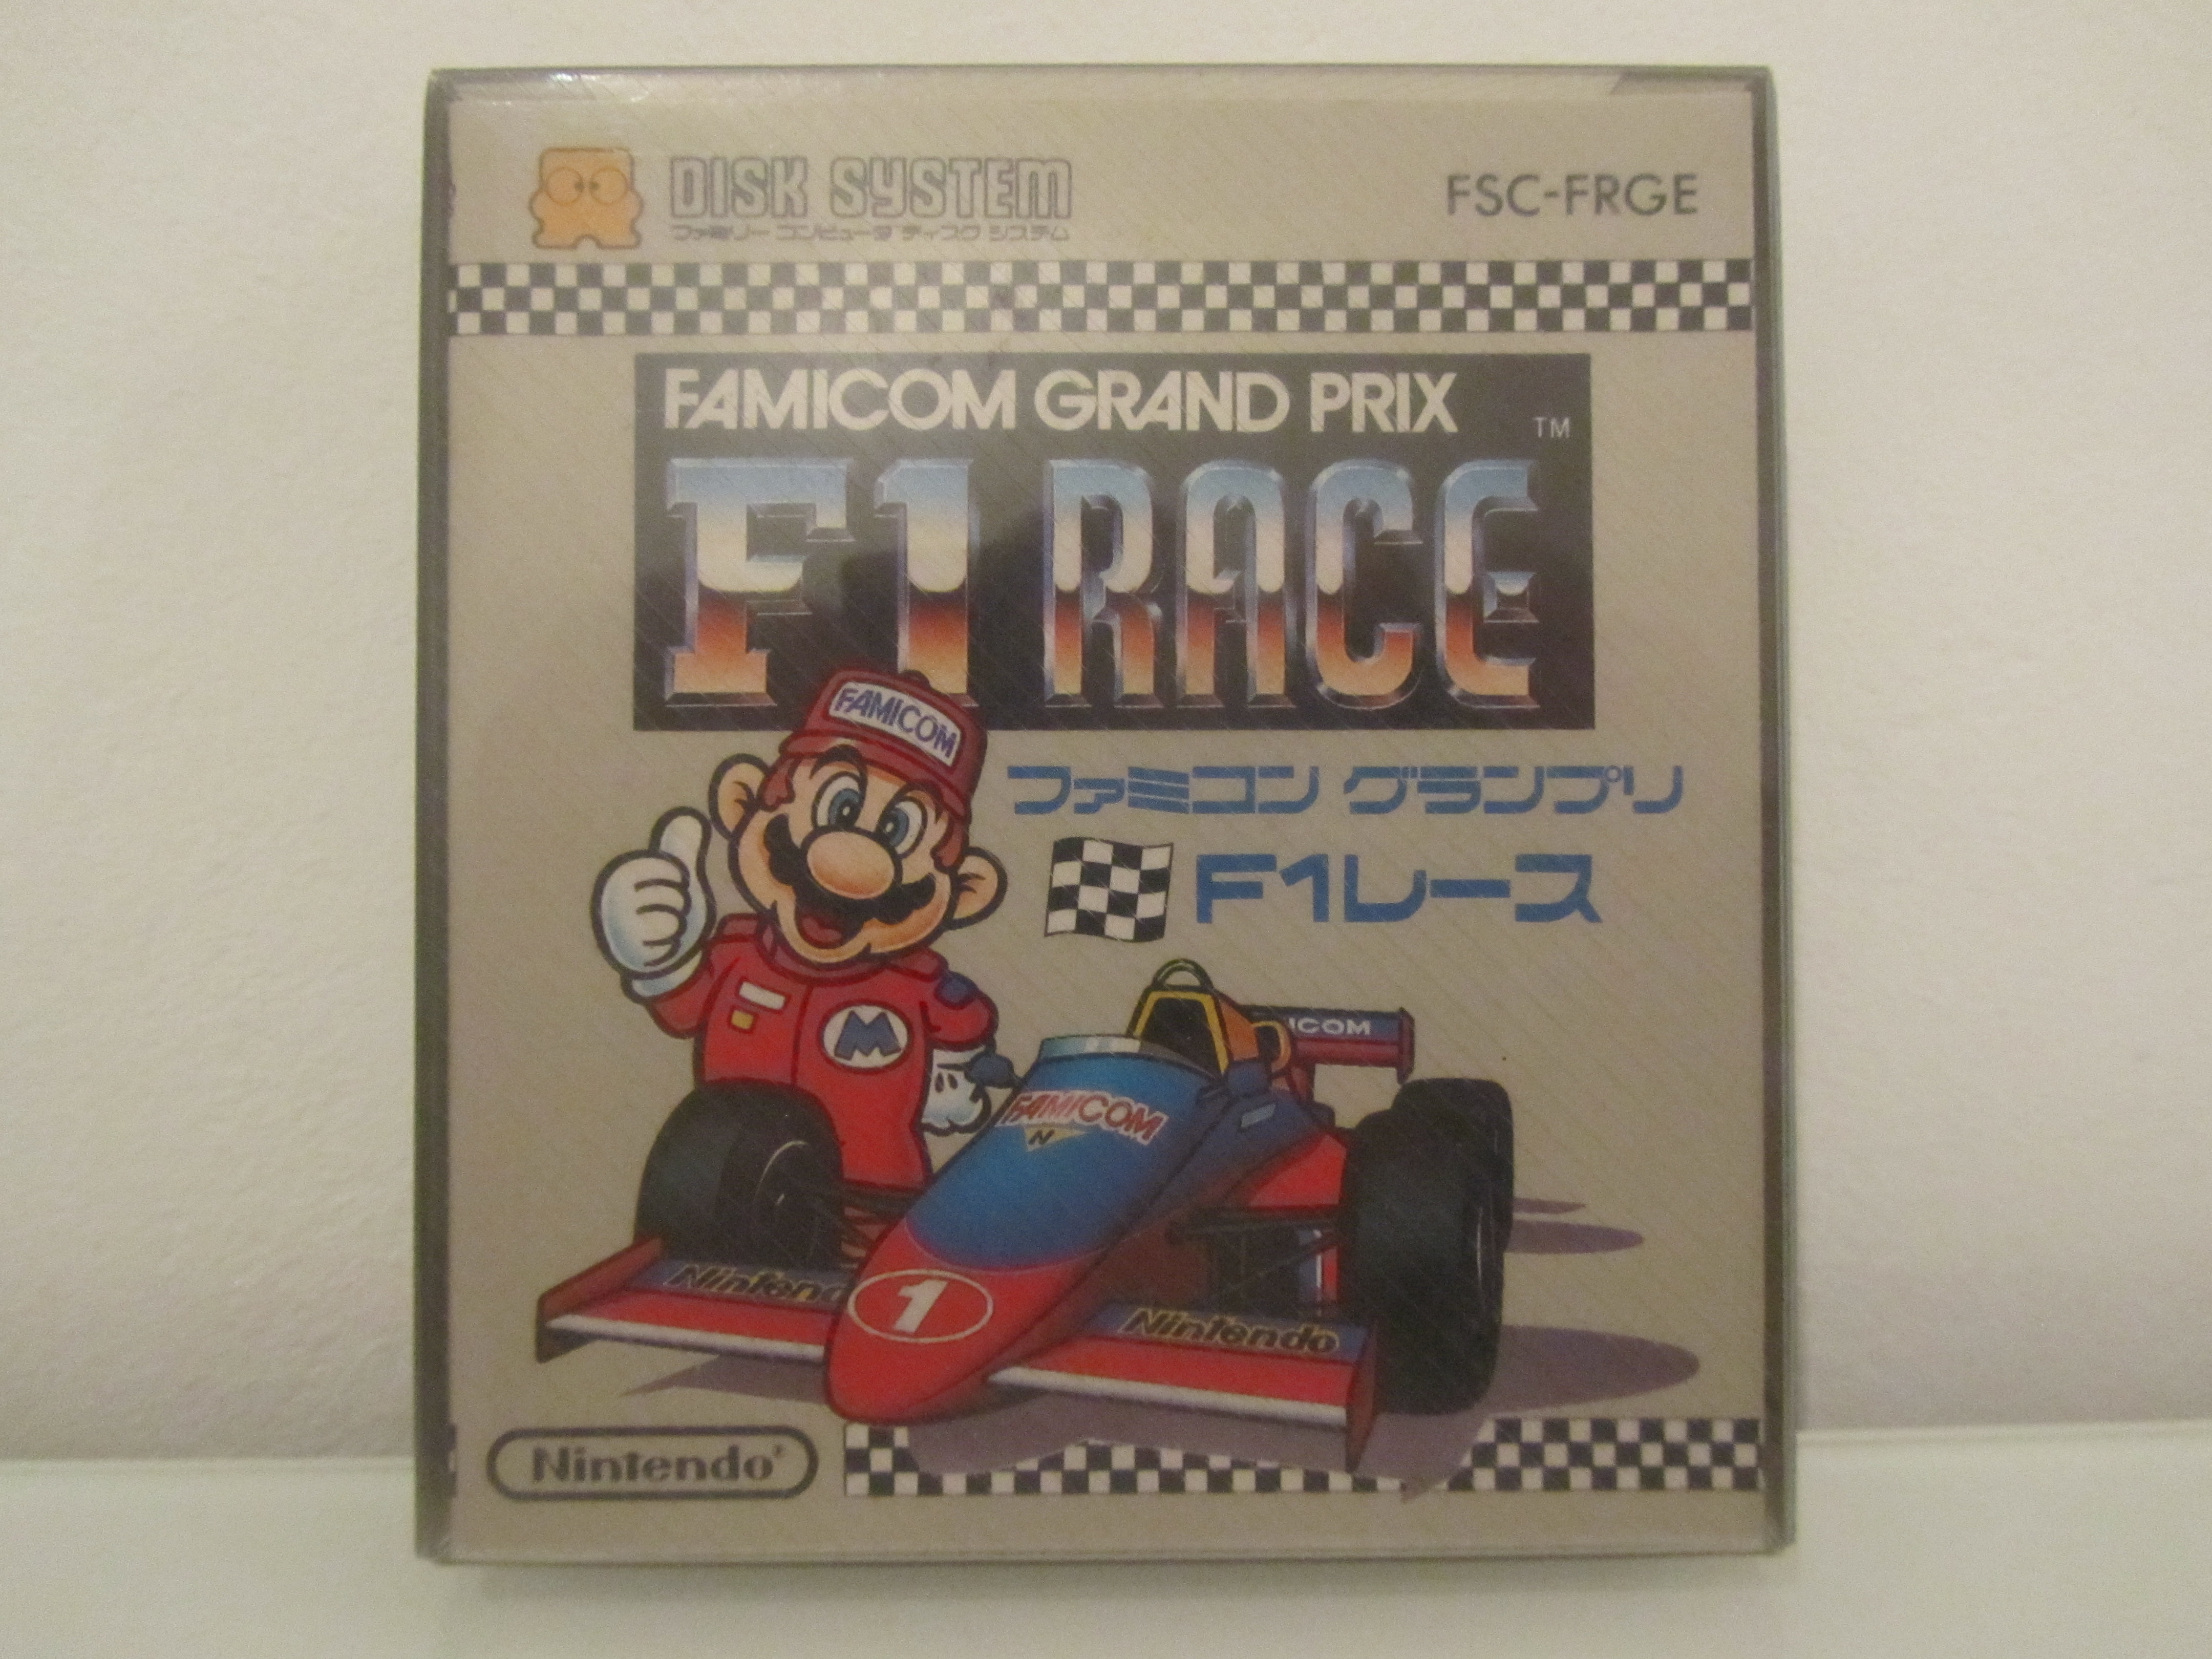 DISK SYSTEM
ファミリー コンピュータ ディスク システム
FSC-FRGE
FAMICOM GRAND PRIX
TM
F1 RACE
FAMICOM
ファミコン グランプリ
F1レース
M
ICOM
FAMICOM
N
Nintend
1
Nintendo
Nintendo